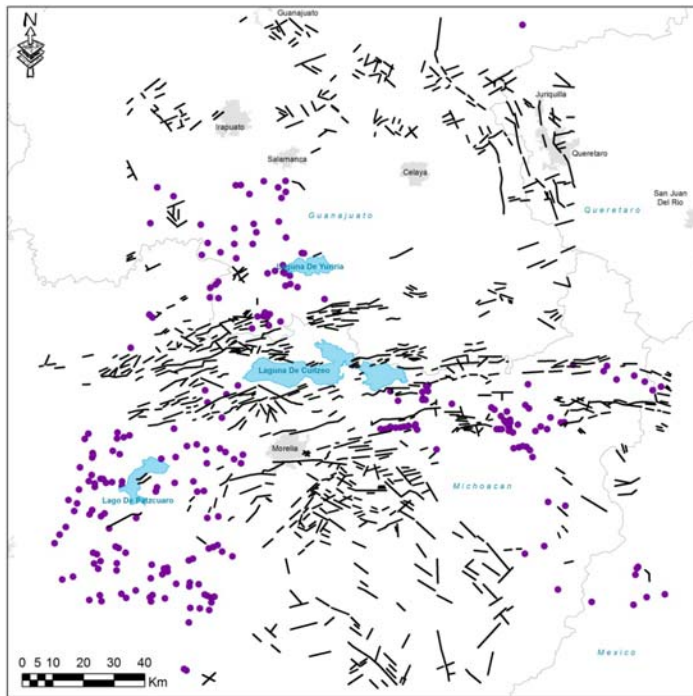 Guanajuato
N
Juriquilla
Irapuato
Queretaro
Salamanca
Celaya
San Juan
Del Rio
Guanajuato
Queretaro
Laguna De Yuriria
Laguna De Cuitzeo
Morelia
Michoacan
Lago De Patzcuaro
Mexico
0 5 10 20 30 40
Km